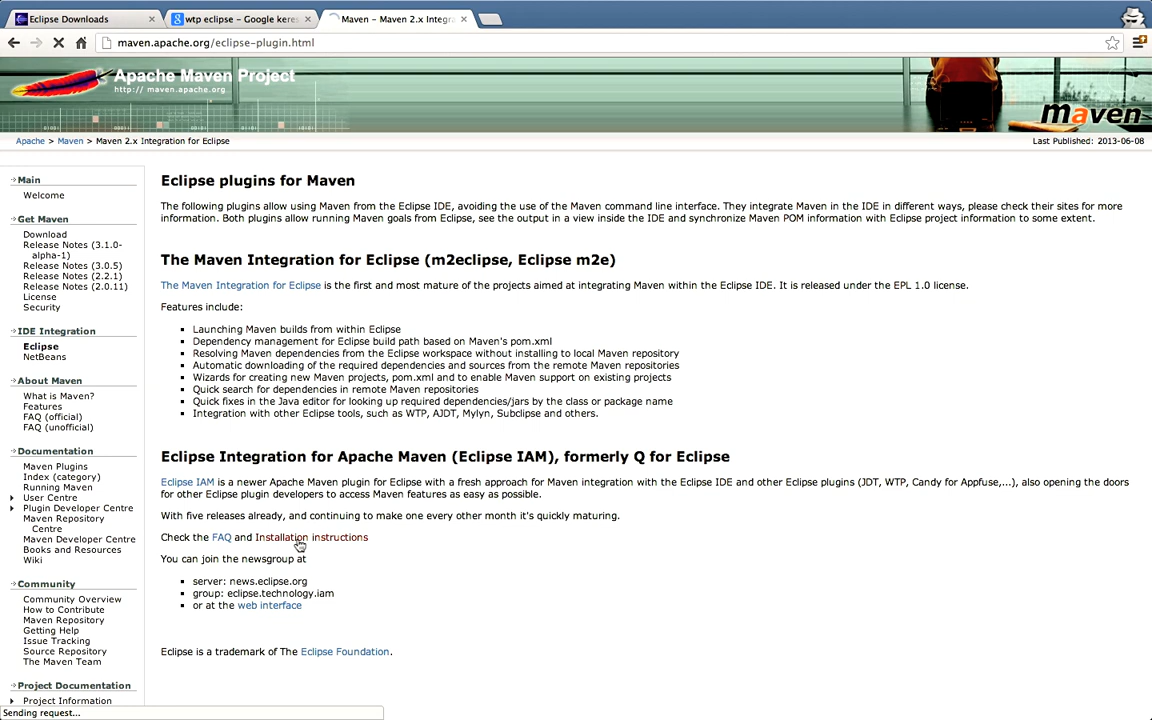 Eclipse Downloads
wtp eclipse - Google keres
Maven - Maven 2.x Integra
maven.apache.org/eclipse-plugin.html
Apache Maven Project
http:// maven.apache.org
maven
Apache > Maven > Maven 2.x Integration for Eclipse
Last Published: 2013-06-08
Main
Welcome
Get Maven
Download
Release Notes (3.1.0-
alpha-1)
Release Notes (3.0.5)
Release Notes (2.2.1)
Release Notes (2.0.11)
License
Security
IDE Integration
Eclipse
NetBeans
About Maven
What is Maven?
Features
FAQ (official)
FAQ (unofficial)
Documentation
Maven Plugins
Index (category)
Running Maven
User Centre
Plugin Developer Centre
Maven Repository
Centre
Maven Developer Centre
Books and Resources
Wiki
Community
Community Overview
How to Contribute
Maven Repository
Getting Help
Issue Tracking
Source Repository
The Maven Team
Project Documentation
Project Information
Eclipse plugins for Maven
The following plugins allow using Maven from the Eclipse IDE, avoiding the use of the Maven command line interface. They integrate Maven in the IDE in different ways, please check their sites for more
information. Both plugins allow running Maven goals from Eclipse, see the output in a view inside the IDE and synchronize Maven POM information with Eclipse project information to some extent.
The Maven Integration for Eclipse (m2eclipse, Eclipse m2e)
The Maven Integration for Eclipse is the first and most mature of the projects aimed at integrating Maven within the Eclipse IDE. It is released under the EPL 1.0 license.
Features include:
Launching Maven builds from within Eclipse
Dependency management for Eclipse build path based on Maven's pom.xml
Resolving Maven dependencies from the Eclipse workspace without installing to local Maven repository
Automatic downloading of the required dependencies and sources from the remote Maven repositories
Wizards for creating new Maven projects, pom.xml and to enable Maven support on existing projects
Quick search for dependencies in remote Maven repositories
Quick fixes in the Java editor for looking up required dependencies/jars by the class or package name
Integration with other Eclipse tools, such as WTP, AJDT, Mylyn, Subclipse and others.
Eclipse Integration for Apache Maven (Eclipse IAM), formerly Q for Eclipse
Eclipse IAM is a newer Apache Maven plugin for Eclipse with a fresh approach for Maven integration with the Eclipse IDE and other Eclipse plugins (JDT, WTP, Candy for Appfuse,...), also opening the doors
for other Eclipse plugin developers to access Maven features as easy as possible.
With five releases already, and continuing to make one every other month it's quickly maturing.
Check the FAQ and Installation instructions
You can join the newsgroup at
server: news.eclipse.org
group: eclipse.technology.iam
or at the web interface
Eclipse is a trademark of The Eclipse Foundation.
Sending request...